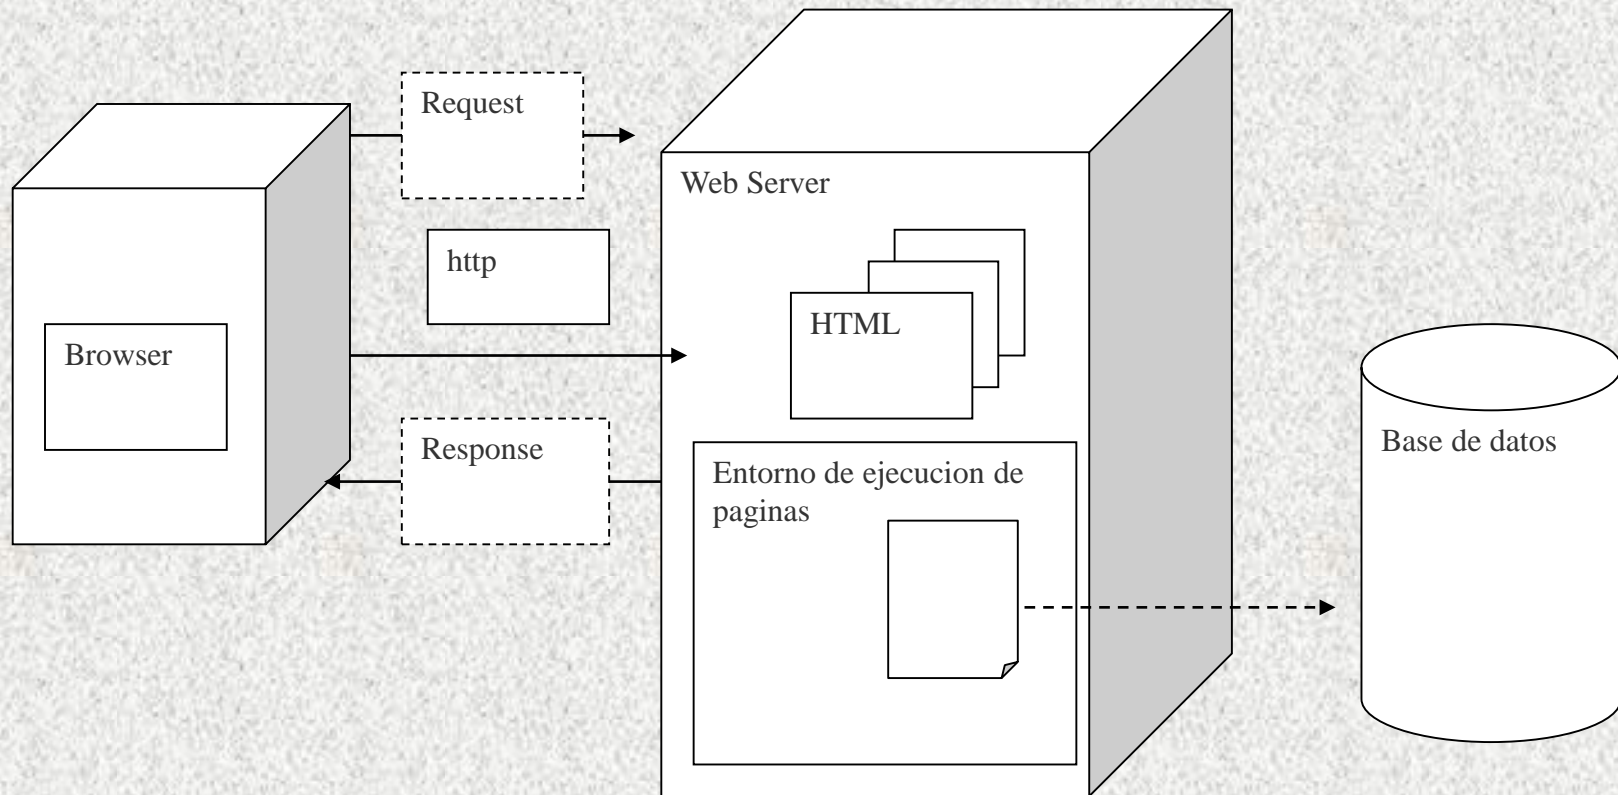 Request
Web Server
http
HTML
Browser
Response
Entorno de ejecucion de
paginas
Base de datos